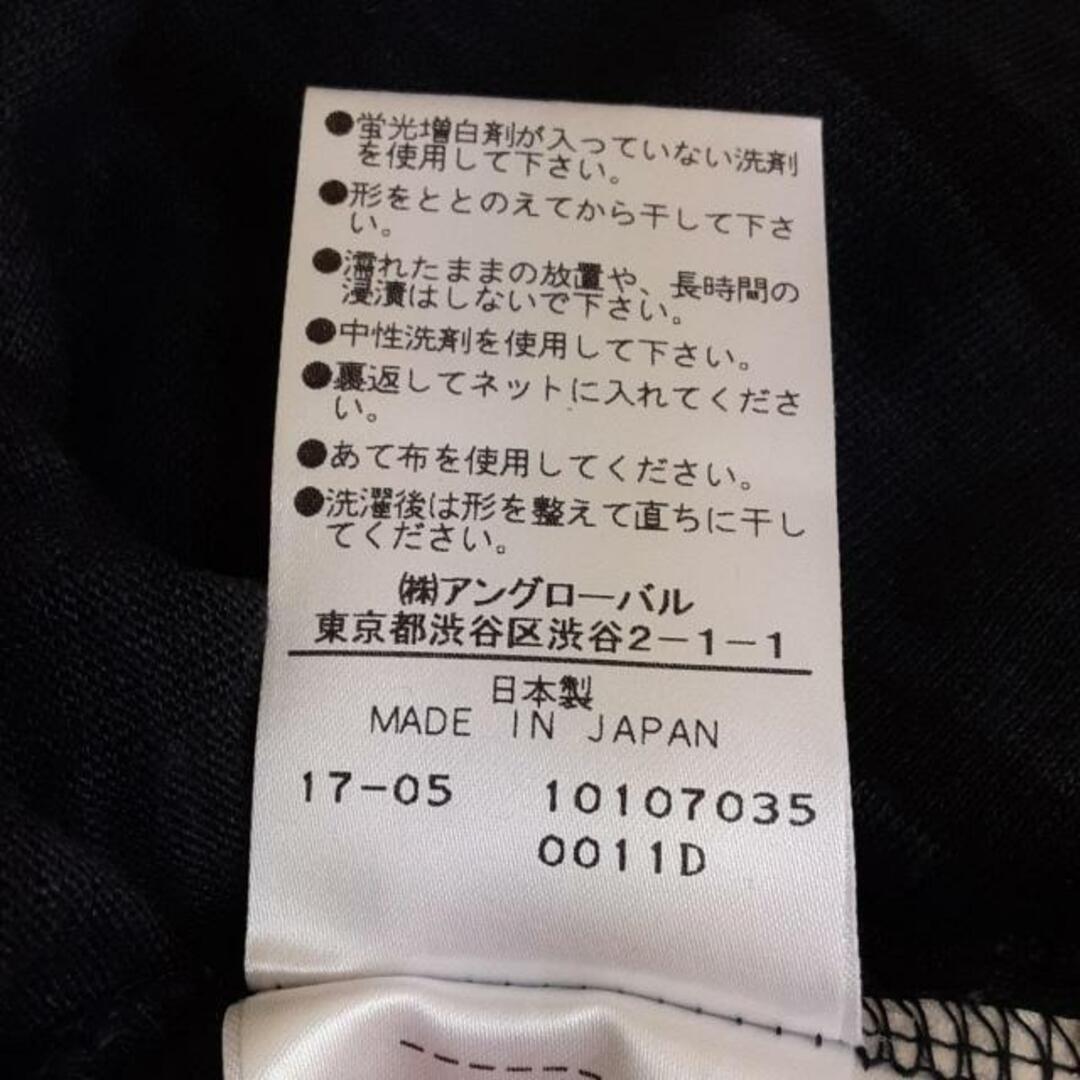 ●蛍光増白剤が入っていない洗剤
を使用して下さい。
●形をととのえてから干して下さ
い。
●濡れたままの放置や、長時間の
浸漬はしないで下さい。
●中性洗剤を使用して下さい。
●裏返してネットに入れてくださ
い。
●あて布を使用してください。
●洗濯後は形を整えて直ちに干し
てください。
㈱アングローバル
東京都渋谷区渋谷2-1-1
日本製
MADE IN JAPAN
17-05 10107035
0011D